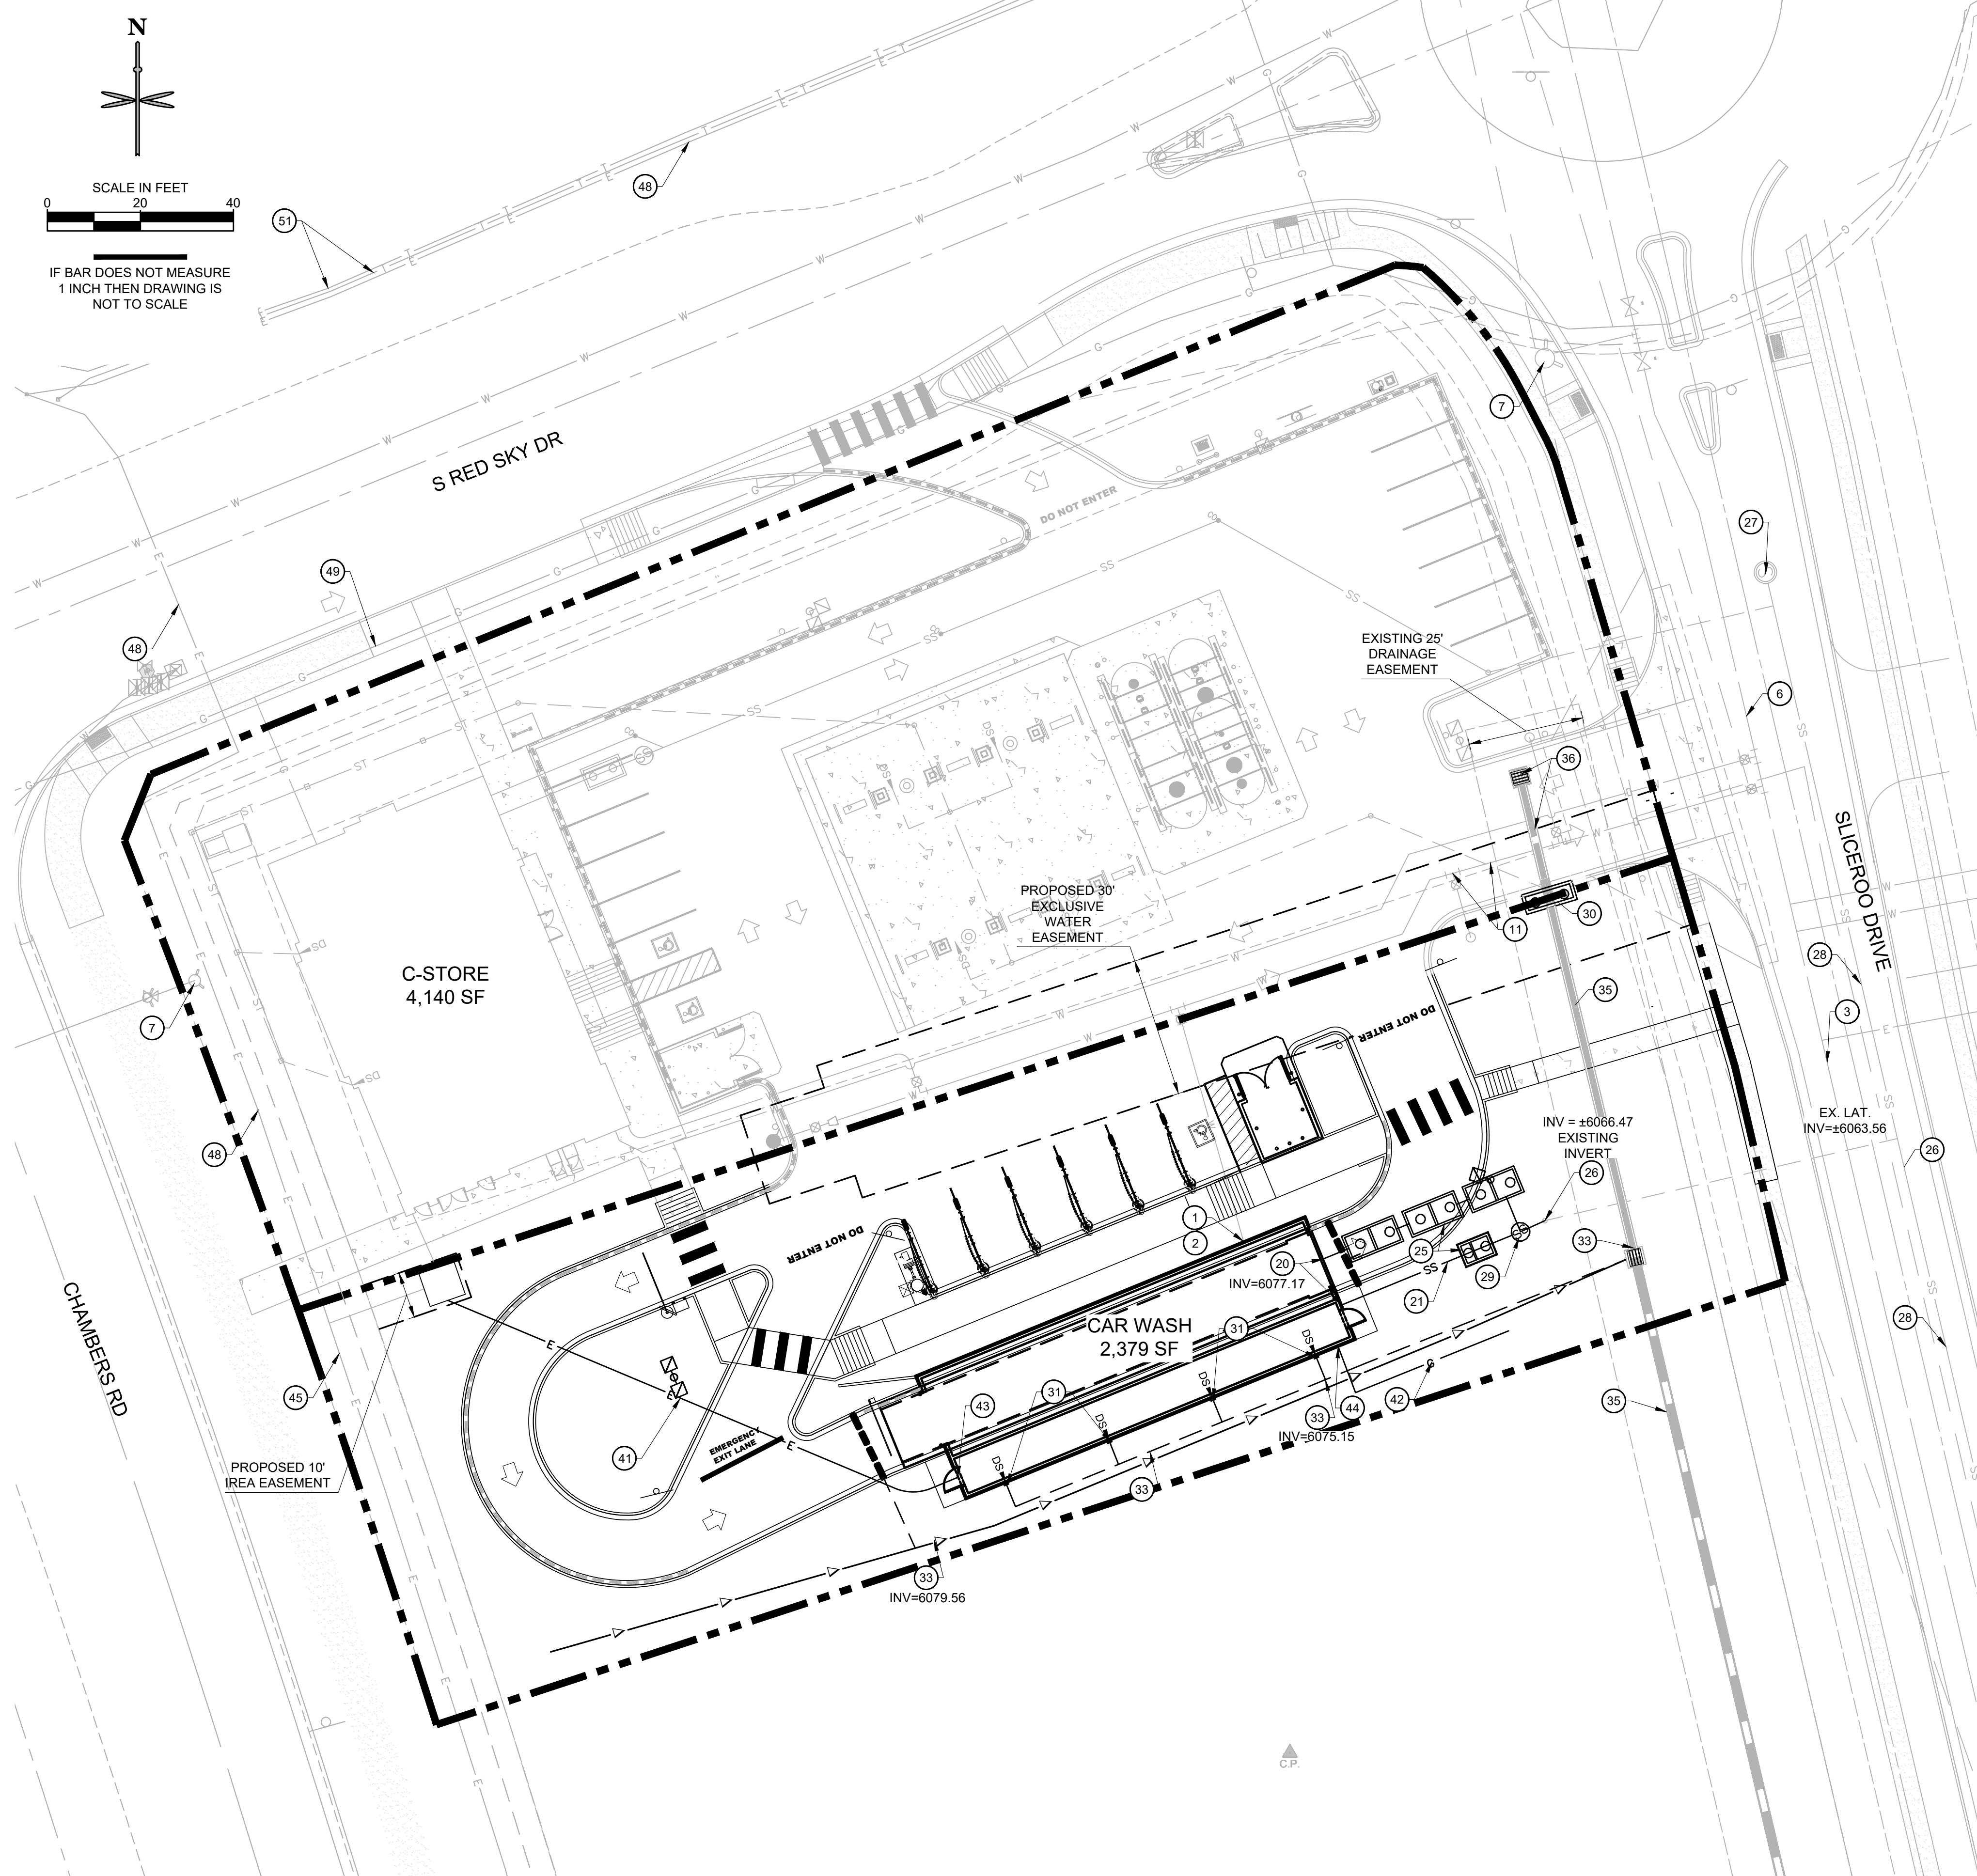 N
SCALE IN FEET
0 20 40
IF BAR DOES NOT MEASURE
1 INCH THEN DRAWING IS
NOT TO SCALE
51
48
S RED SKY DR
7
DO NOT ENTER
27
49
48
EXISTING 25'
DRAINAGE
EASEMENT
6
36
SLICEROO DRIVE
PROPOSED 30'
EXCLUSIVE
WATER
EASEMENT
30
11
28
C-STORE
4,140 SF
35
3
7
DO NOT ENTER
EX. LAT.
INV=±6063.56
INV = ±6066.47
EXISTING
INVERT
26
26
48
1
2
DO NOT ENTER
33
25
20
INV=6077.17
29
21
CHAMBERS RD
CAR WASH
2,379 SF
31
28
DS
DS
DS
DS
45
31
43
42
35
44
33
INV=6075.15
EMERGENCY
EXIT LANE
41
PROPOSED 10'
IREA EASEMENT
33
33
INV=6079.56
C.P.